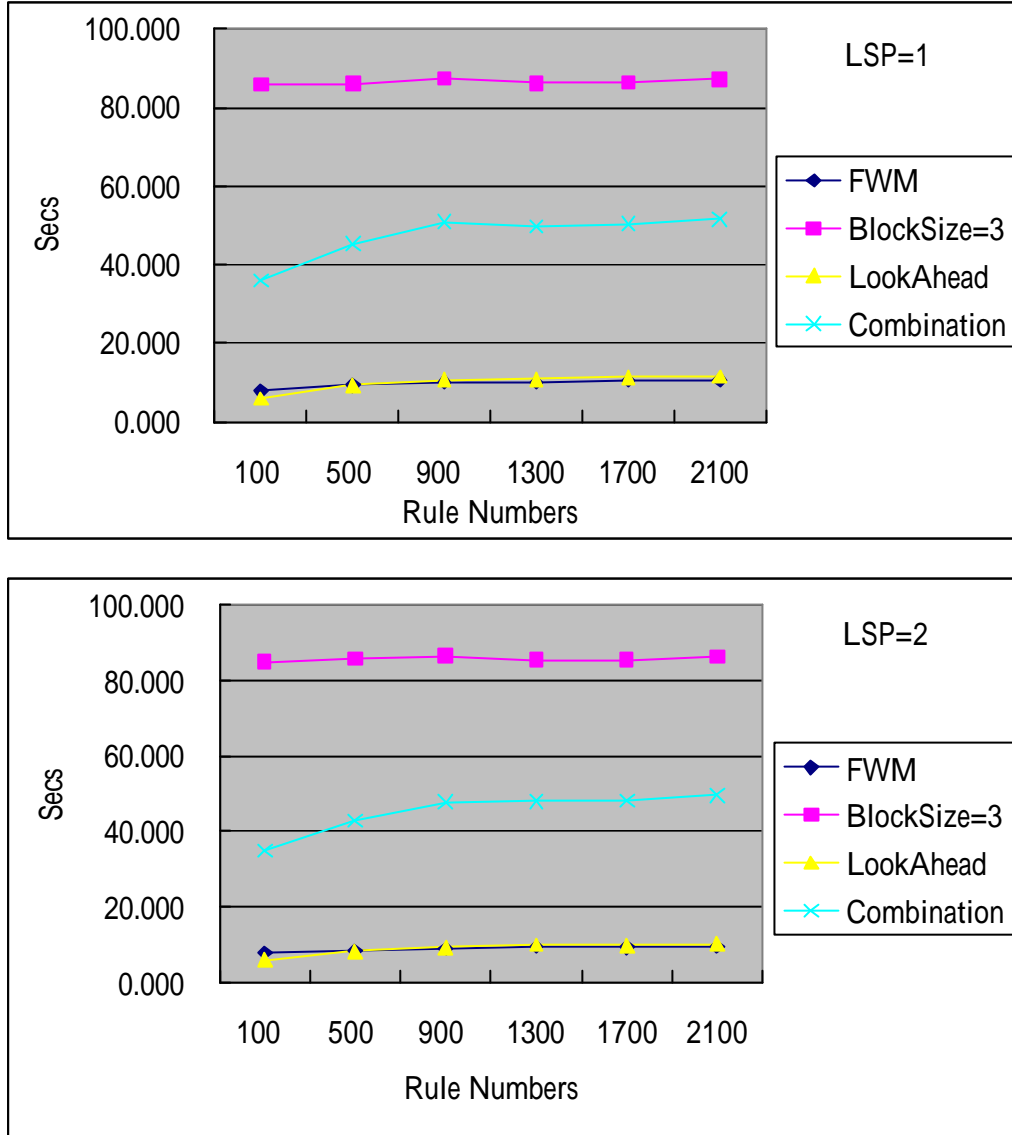 100.000
LSP=1
80.000
60.000
Secs
40.000
20.000
0.000
FWM
BlockSize=3
LookAhead
Combination
100 500 900 1300 1700 2100
Rule Numbers
100.000
LSP=2
80.000
60.000
Secs
40.000
20.000
0.000
FWM
BlockSize=3
LookAhead
Combination
100 500 900 1300 1700 2100
Rule Numbers